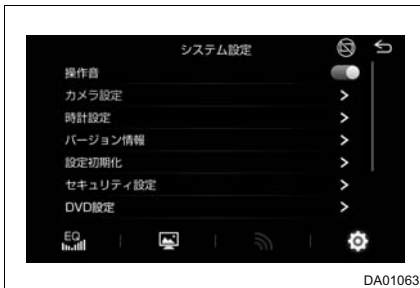 システム設定
操作音
カメラ設定
時計設定
バージョン情報
設定初期化
セキュリティ設定
DVD設定
EQ
DA01063